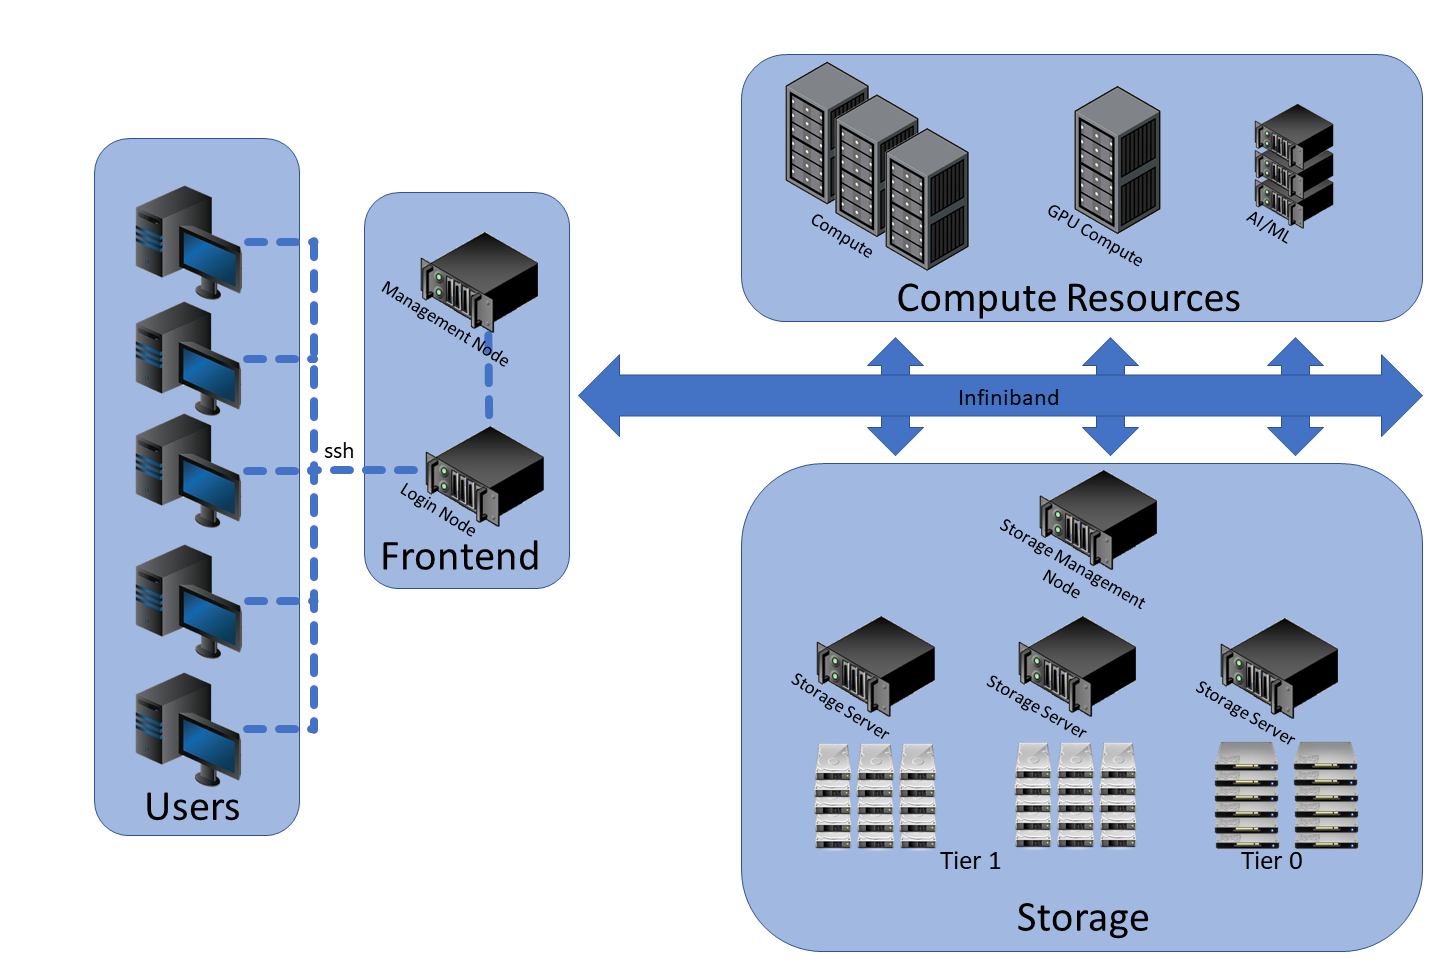 Compute
GPU Compute
AI/ML
Compute Resources
Management Node
Infiniband
ssh
Login Node
Frontend
Storage Management
Node
Storage Server
Storage Server
Storage Server
Users
Tier 1
Tier 0
Storage